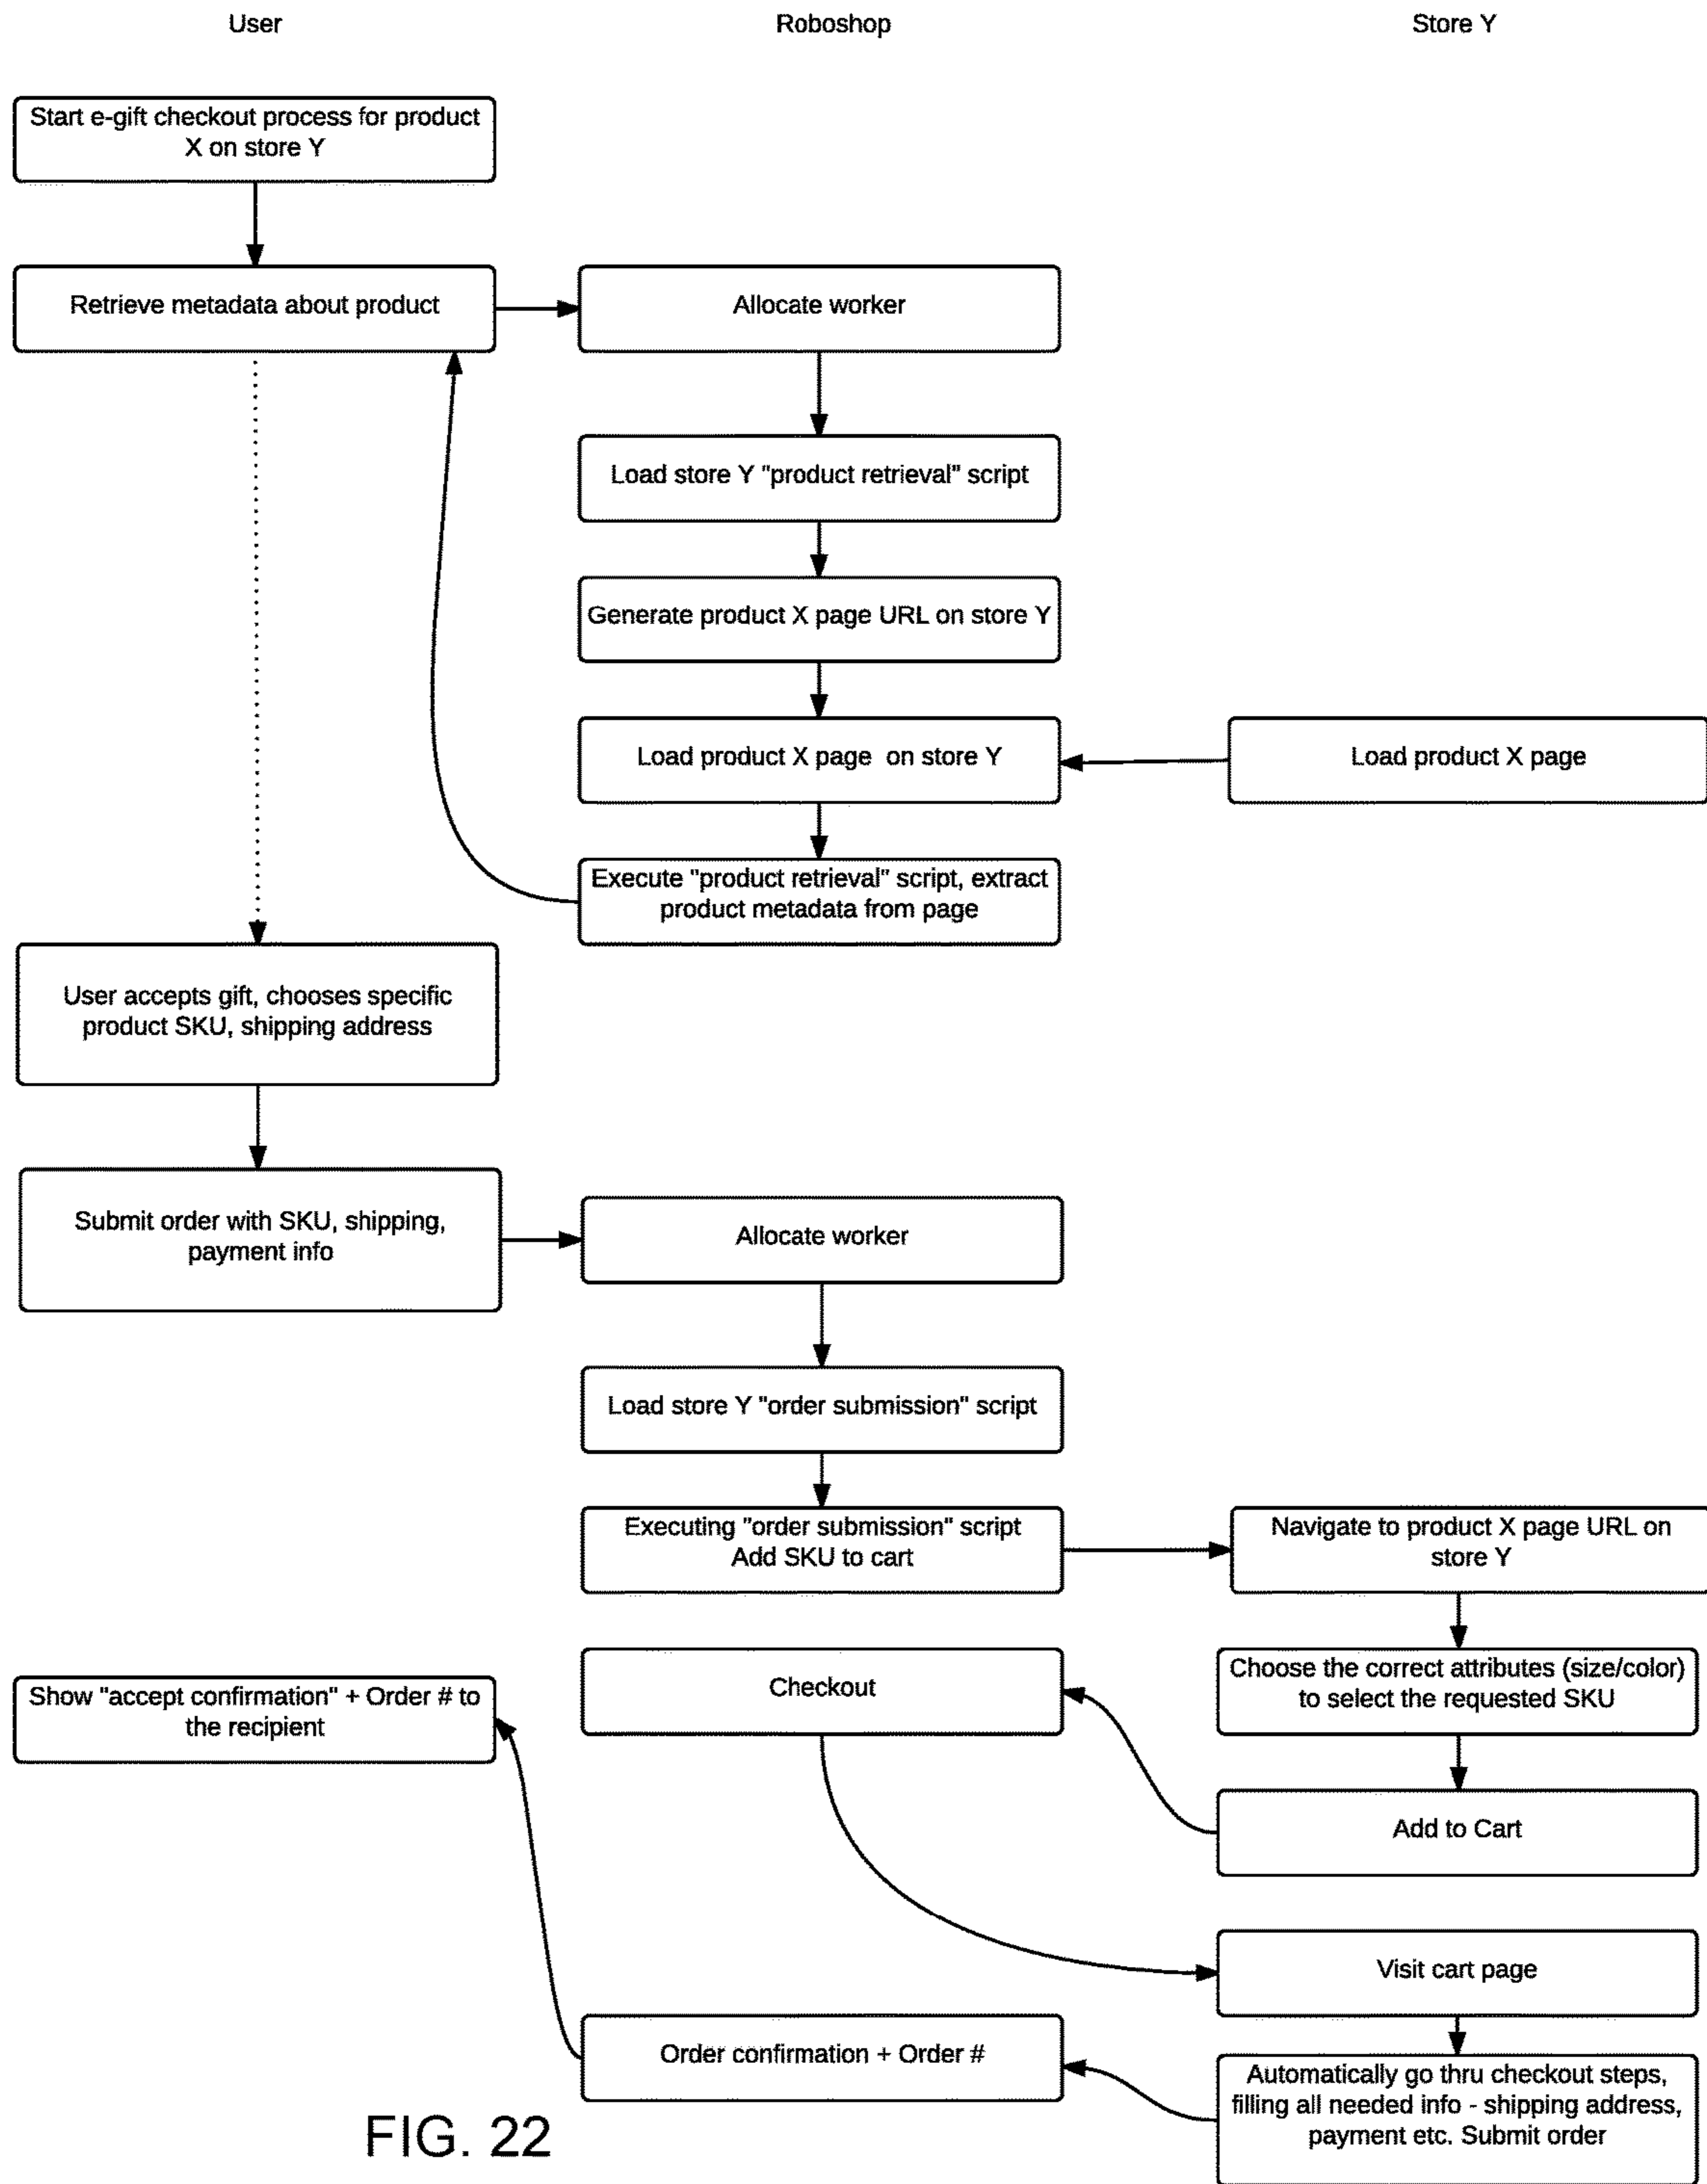 User
Roboshop
Store Y
Start e-gift checkout process for product
X on store Y
Retrieve metadata about product
Allocate worker
Load store Y "product retrieval" script
Generate product X page URL on store Y
Load product X page  on store Y
Load product X page
Execute "product retrieval" script, extract
product metadata from page
User accepts gift, chooses specific
product SKU, shipping address
Submit order with SKU, shipping,
payment info
Allocate worker
Load store Y "order submission" script
Executing "order submission" script
Add SKU to cart
Navigate to product X page URL on
store Y
Choose the correct attributes (size/color)
to select the requested SKU
Checkout
Show "accept confirmation" + Order # to
the recipient
Add to Cart
Visit cart page
Order confirmation + Order #
Automatically go thru checkout steps,
filling all needed info - shipping address,
payment etc. Submit order
FIG. 22